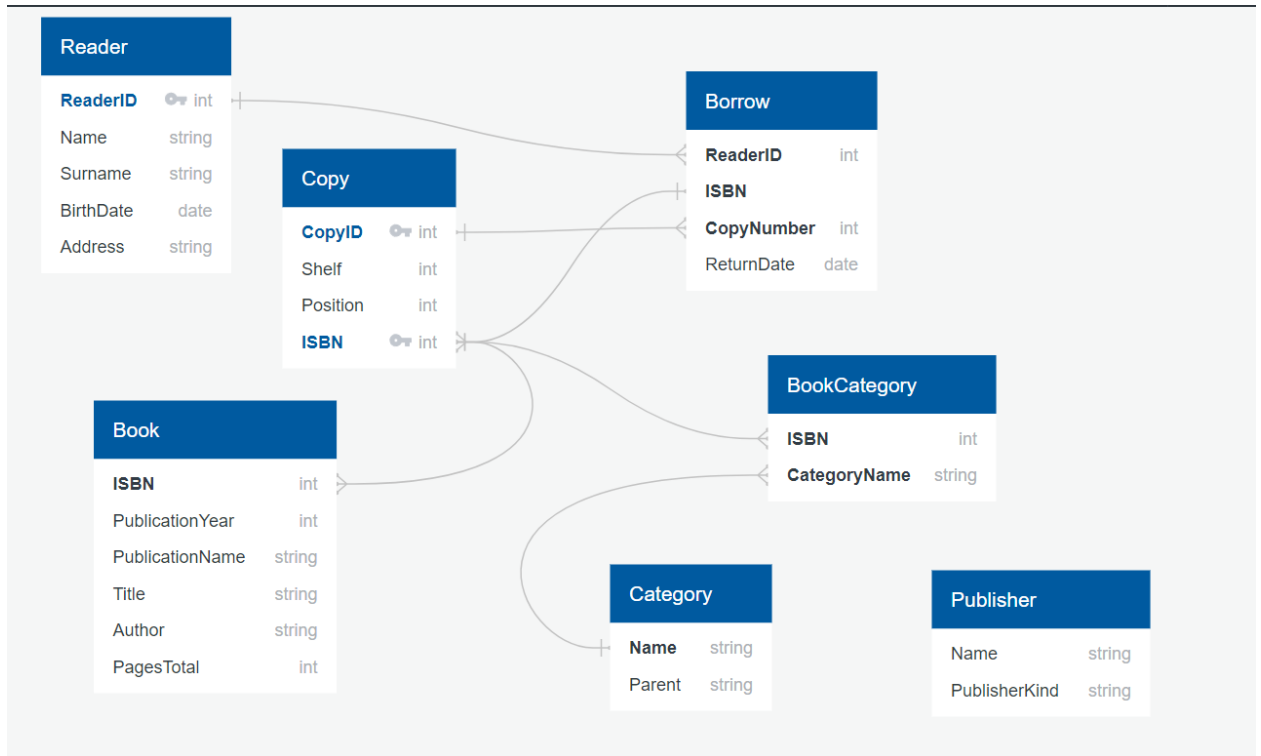 Reader
ReaderID int
Name string
Surname string
BirthDate date
Address string
Copy
CopyID int
Shelf int
Position int
ISBN int
Borrow
ReaderID int
ISBN
CopyNumber int
ReturnDate date
Book
ISBN int
PublicationYear int
PublicationName string
Title string
Author string
PagesTotal int
BookCategory
ISBN int
CategoryName string
Category
Name string
Parent string
Publisher
Name string
PublisherKind string